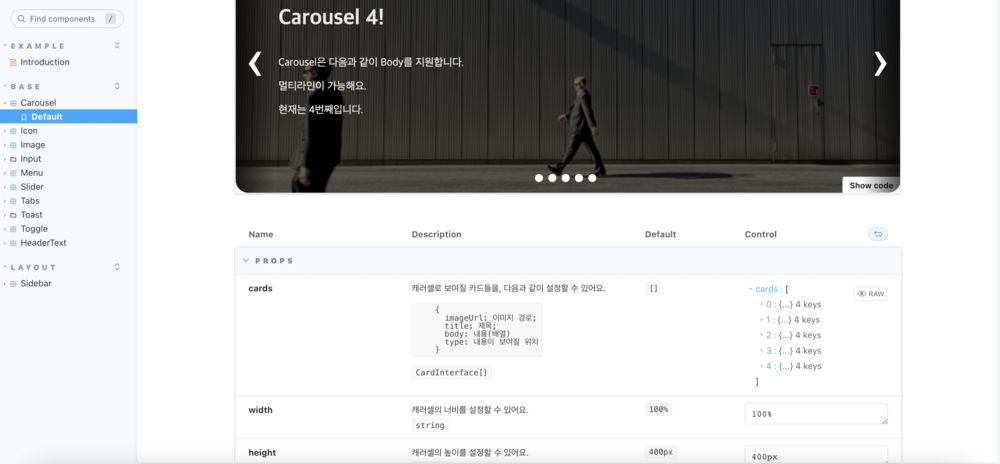 Find components /
EXAMPLE
Introduction
BASE
Carousel
Default
Icon
Image
Input
Menu
Slider
Tabs
Toast
Toggle
HeaderText
LAYOUT
Sidebar
Carousel 4!
Carousel은 다음과 같이 Body를 지원합니다.
멀티라인이 가능해요.
현재는 4번째입니다.
Show code
Name Description Default Control
PROPS
cards 캐러셀로 보여질 카드들을, 다음과 같이 설정할 수 있어요. [] cards : [ RAW
{
imageUrl: 이미지 경로;
title: 제목;
body: 내용(배열)
type: 내용이 보여질 위치
}
CardInterface[]
0 : {...} 4 keys
1 : {...} 4 keys
2 : {...} 4 keys
3 : {...} 4 keys
4 : {...} 4 keys
]
width 캐러셀의 너비를 설정할 수 있어요. 100% 100%
string
height 캐러셀의 높이를 설정할 수 있어요. 400px 400px